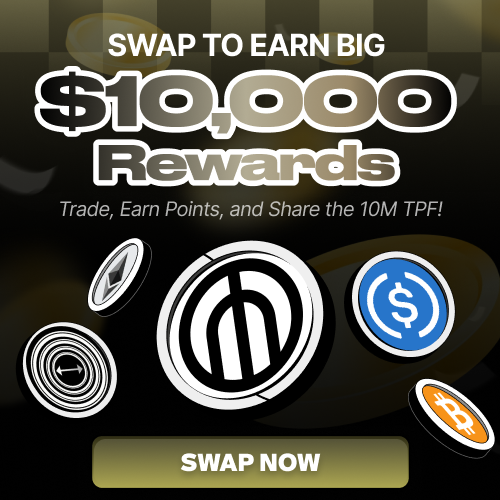 SWAP TO EARN BIG
$10,000
Rewards
Trade, Earn Points, and Share the 10M TPF!
SWAP NOW